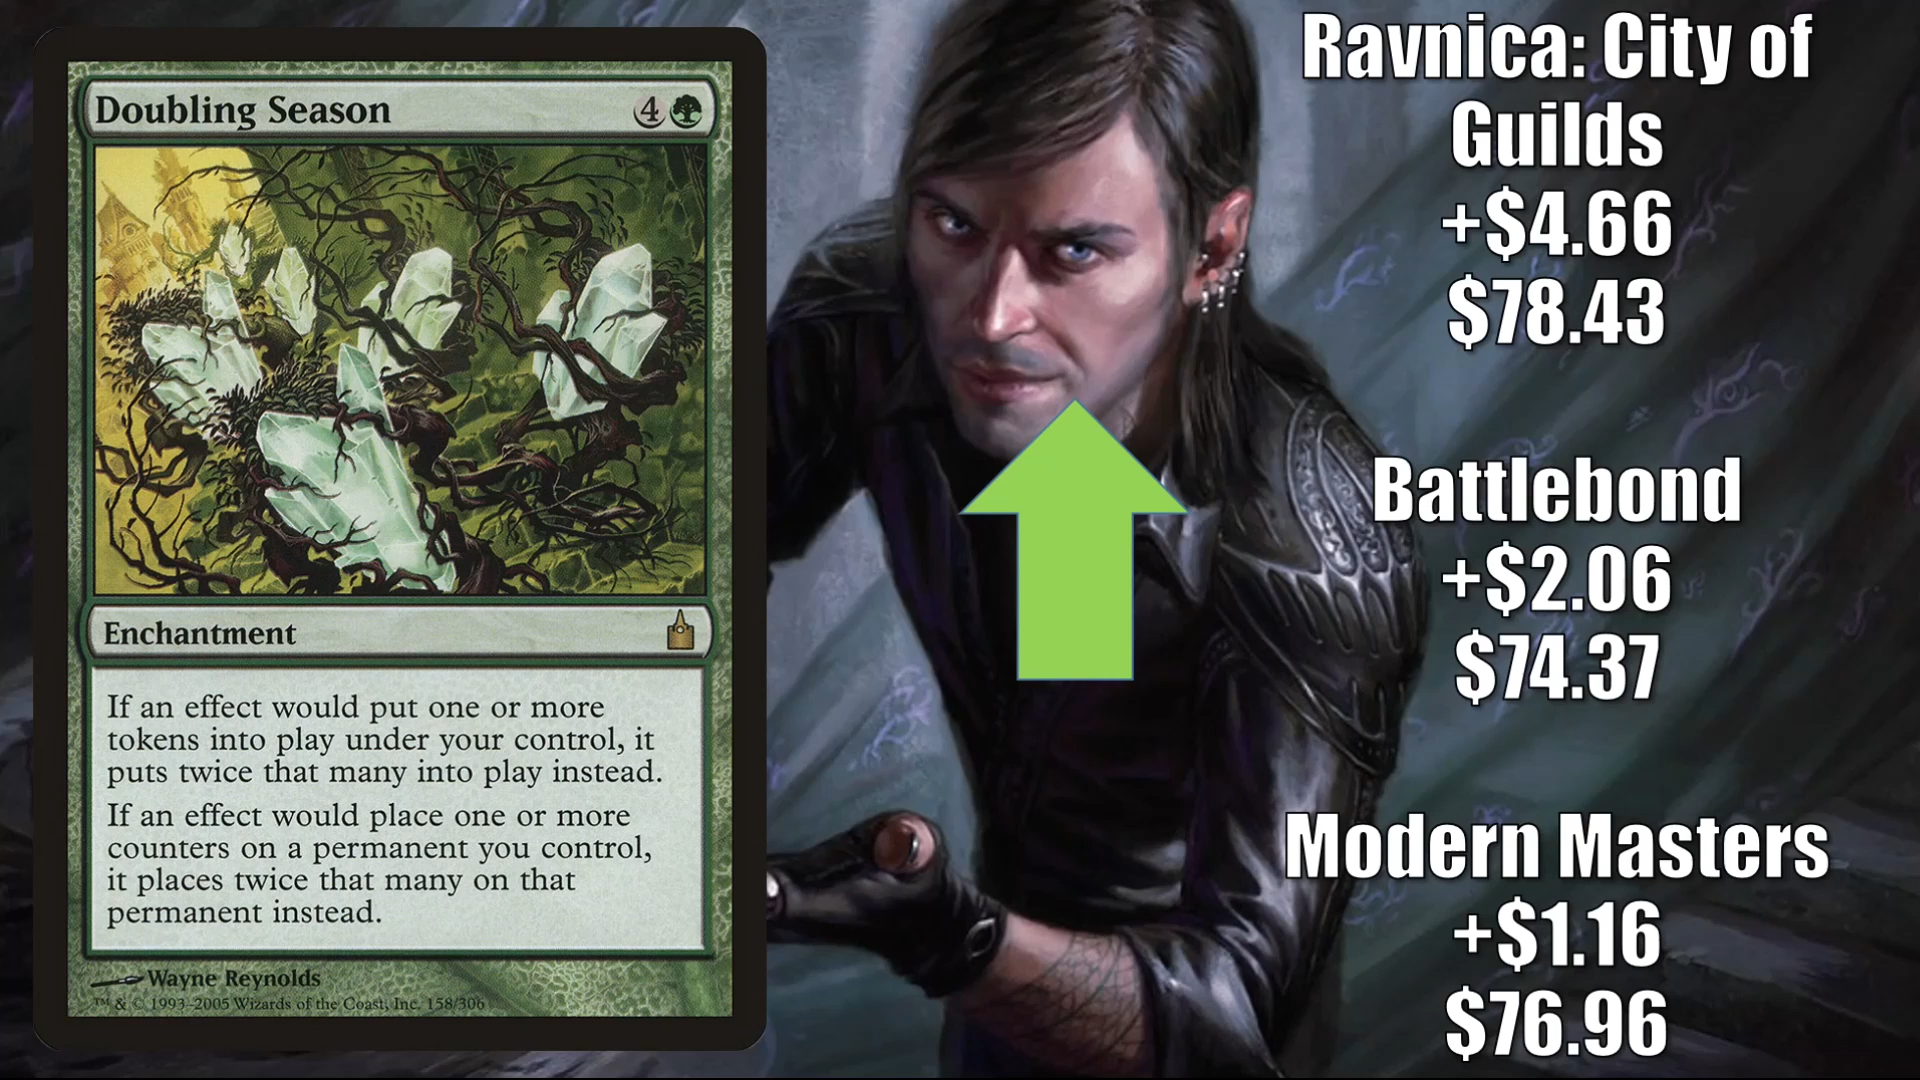 Doubling Season
4
Enchantment
If an effect would put one or more
tokens into play under your control, it
puts twice that many into play instead.
If an effect would place one or more
counters on a permanent you control,
it places twice that many on that
permanent instead.
Wayne Reynolds
™ & © 1993–2005 Wizards of the Coast, Inc. 158/306
Ravnica: City of
Guilds
+$4.66
$78.43
Battlebond
+$2.06
$74.37
Modern Masters
+$1.16
$76.96